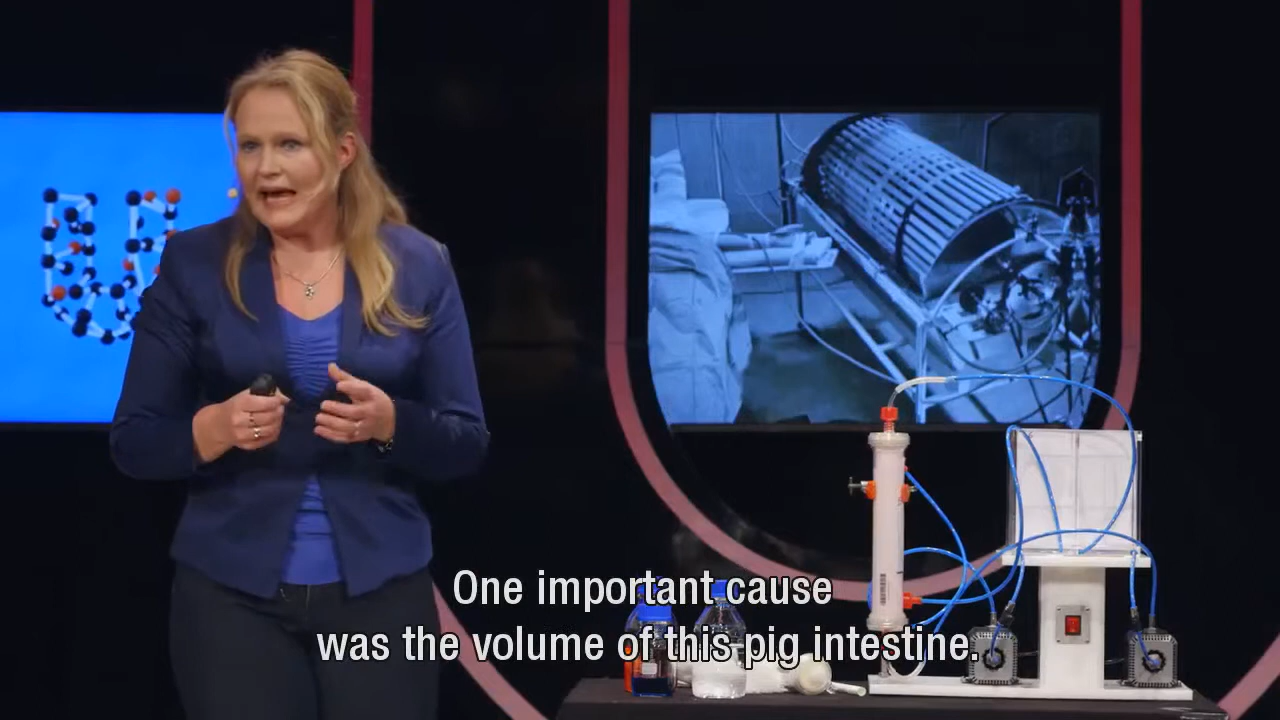 One important cause
was the volume of this pig intestine.